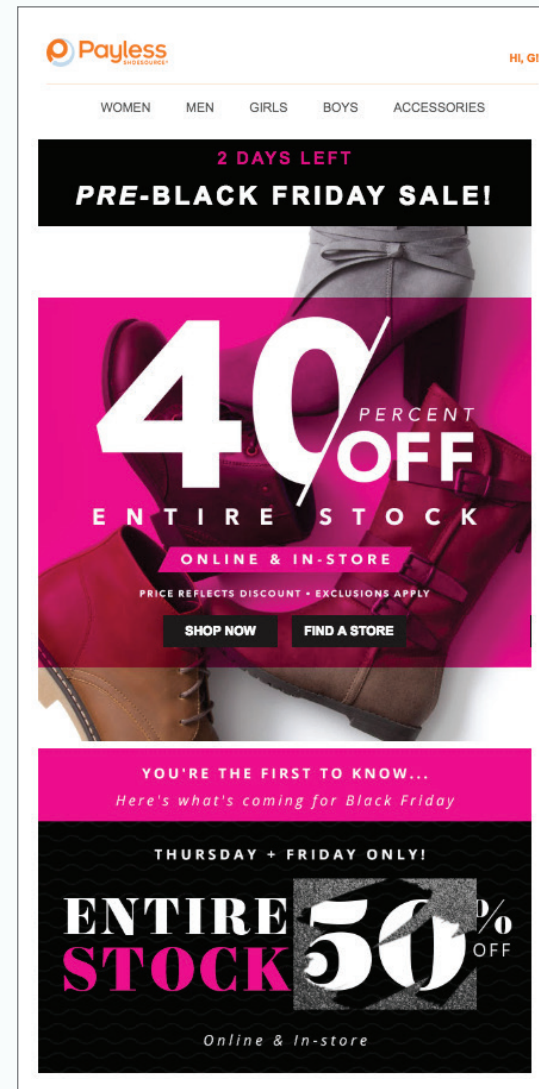 Payless
SHOESOURCE®
HI, G!
WOMEN MEN GIRLS BOYS ACCESSORIES
2 DAYS LEFT
PRE-BLACK FRIDAY SALE!
40% PERCENT
OFF
ENTIRE STOCK
ONLINE & IN-STORE
PRICE REFLECTS DISCOUNT • EXCLUSIONS APPLY
SHOP NOW FIND A STORE
YOU'RE THE FIRST TO KNOW...
Here's what's coming for Black Friday
THURSDAY + FRIDAY ONLY!
ENTIRE
STOCK
50%
OFF
Online & In-store